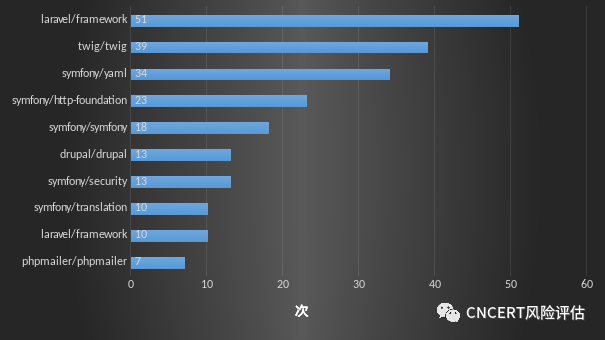 laravel/framework 51
twig/twig 39
symfony/yaml 34
symfony/http-foundation 23
symfony/symfony 18
drupal/drupal 13
symfony/security 13
symfony/translation 10
laravel/framework 10
phpmailer/phpmailer 7
0 10 20 30 40 50 60
次
CNCERT风险评估